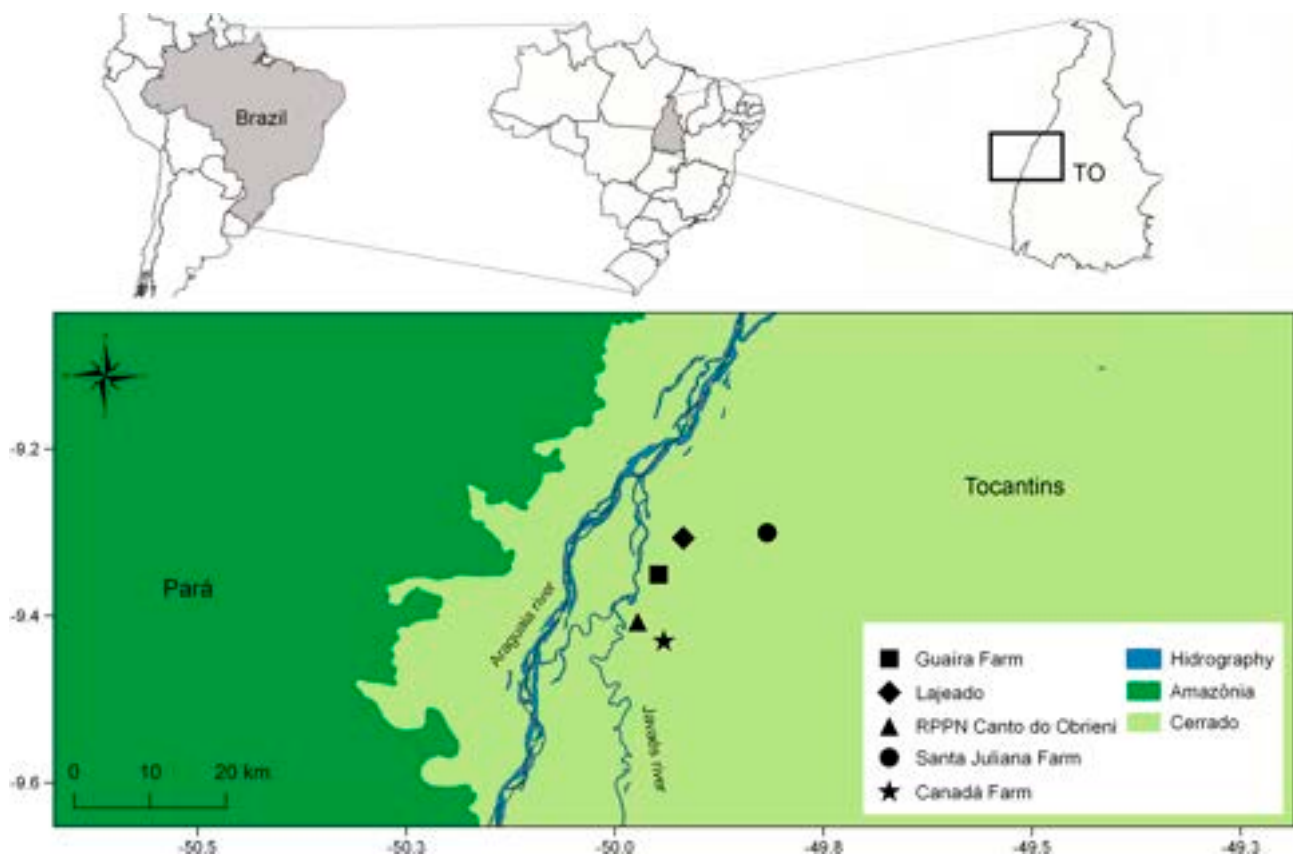 Brazil
TO
Tocantins
Pará
Araguaia river
Javaés river
-9.2
-9.4
-9.6
0 10 20 km
Guaira Farm
Lajeado
RPPN Canto do Obrieni
Santa Juliana Farm
Canadá Farm
Hidrography
Amazônia
Cerrado
-50.5 -50.3 -50.0 -49.8 -49.5 -49.3